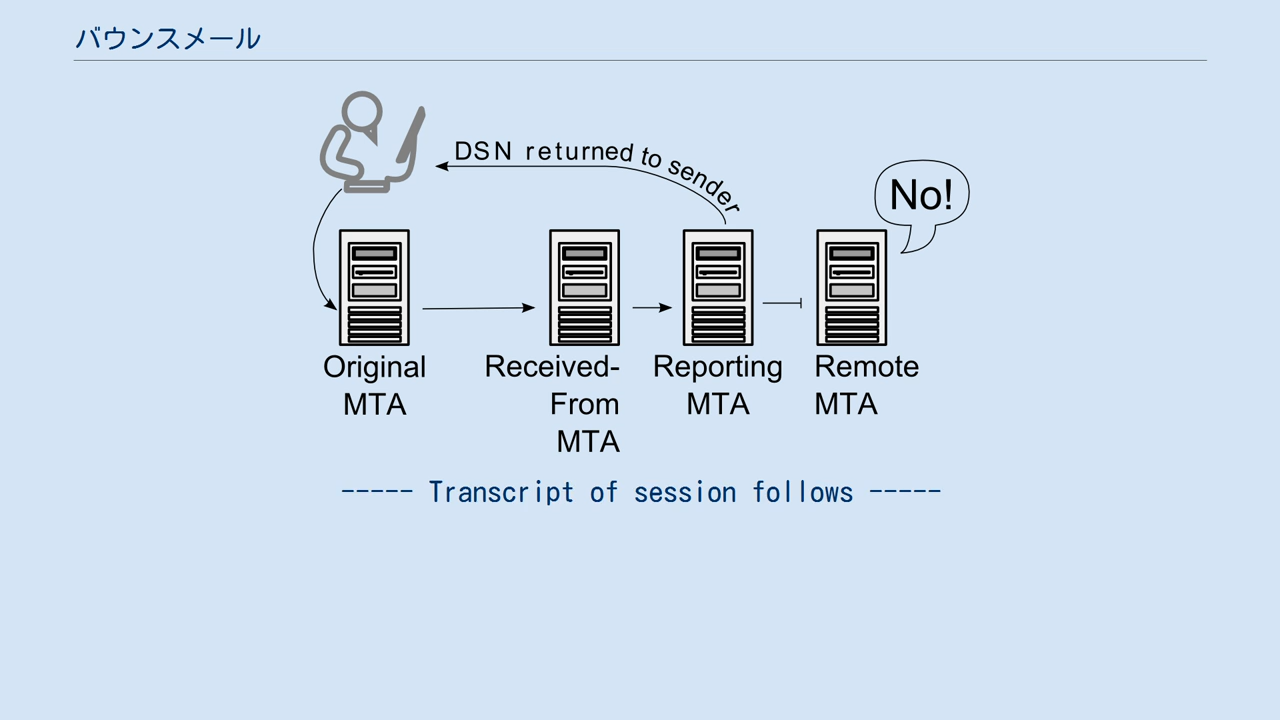 バウンスメール
DSN returned to sender
No!
Original
MTA
Received-
From
MTA
Reporting
MTA
Remote
MTA
----- Transcript of session follows -----